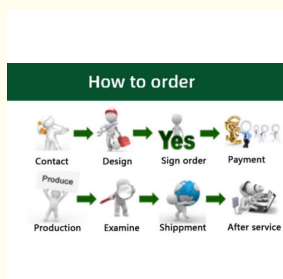 How to order
Yes
Contact Design Sign order Payment
Produce
Production Examine Shippment After service